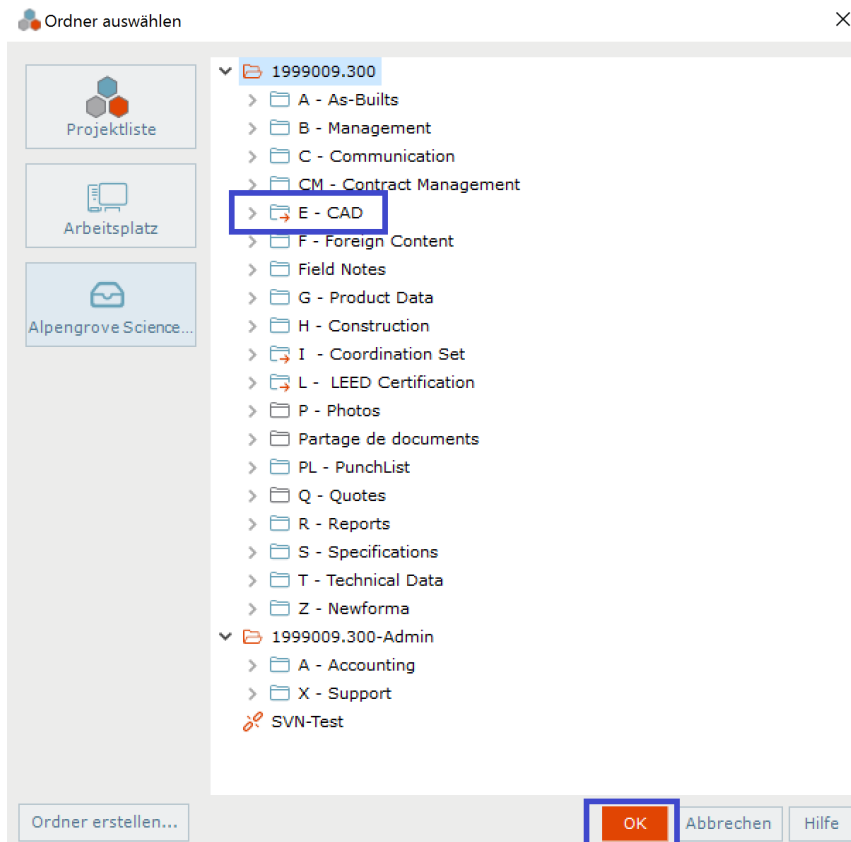 Ordner auswählen
Projektliste
Arbeitsplatz
Alpengrove Science...
1999009.300
A - As-Builts
B - Management
C - Communication
CM - Contract Management
E - CAD
F - Foreign Content
Field Notes
G - Product Data
H - Construction
I - Coordination Set
L - LEED Certification
P - Photos
Partage de documents
PL - PunchList
Q - Quotes
R - Reports
S - Specifications
T - Technical Data
Z - Newforma
1999009.300-Admin
A - Accounting
X - Support
SVN-Test
Ordner erstellen...
OK
Abbrechen
Hilfe